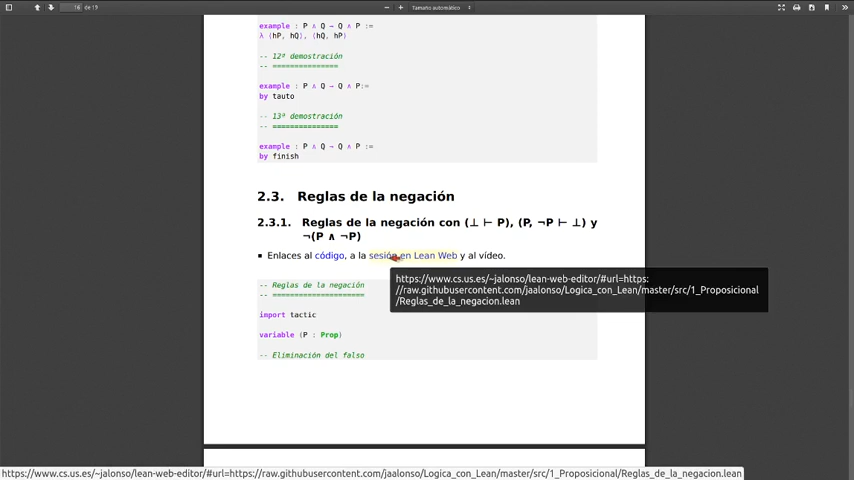 16 de 19
Tamaño automático
example : P ∧ Q → Q ∧ P :=
λ ⟨hP, hQ⟩, ⟨hQ, hP⟩
-- 12ª demostración
-- ===============
example : P ∧ Q → Q ∧ P:=
by tauto
-- 13ª demostración
-- ===============
example : P ∧ Q → Q ∧ P :=
by finish
2.3. Reglas de la negación
2.3.1. Reglas de la negación con (⊥ ⊢ P), (P, ¬P ⊢ ⊥) y
¬(P ∧ ¬P)
▪ Enlaces al código, a la sesión en Lean Web y al vídeo.
https://www.cs.us.es/~jalonso/lean-web-editor/#url=https:
//raw.githubusercontent.com/jaalonso/Logica_con_Lean/master/src/1_Proposicional
/Reglas_de_la_negacion.lean
-- Reglas de la negación
-- =====================
import tactic
variable (P : Prop)
-- Eliminación del falso
https://www.cs.us.es/~jalonso/lean-web-editor/#url=https://raw.githubusercontent.com/jaalonso/Logica_con_Lean/master/src/1_Proposicional/Reglas_de_la_negacion.lean